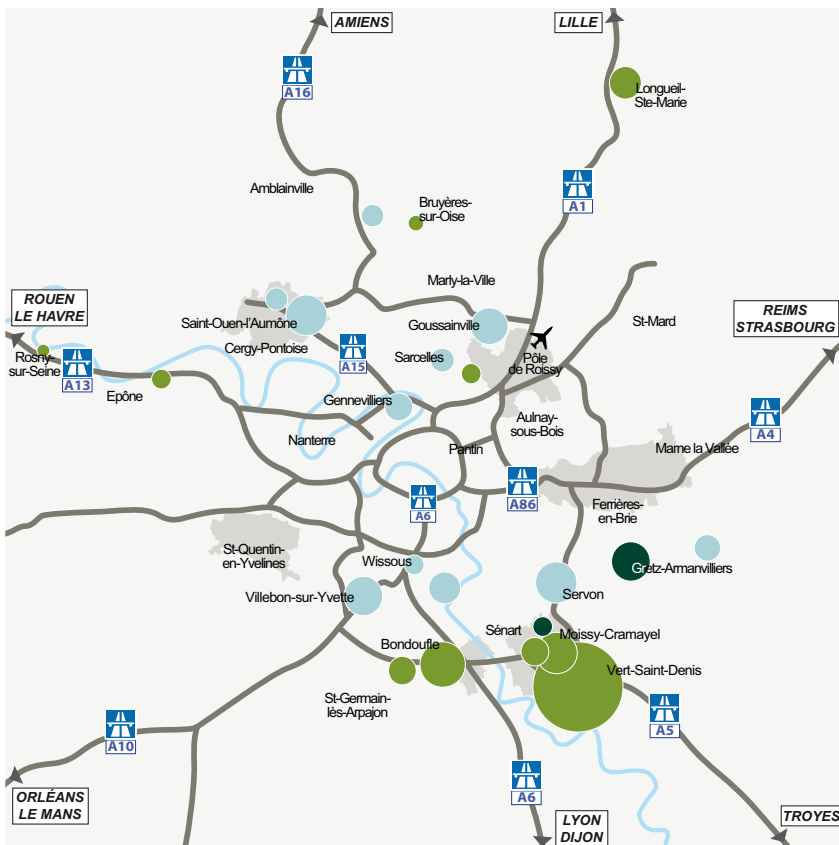 AMIENS
LILLE
A16
Longueil-
Ste-Marie
Amblainville
A1
Bruyères-
sur-Oise
Marly-la-Ville
ROUEN
LE HAVRE
St-Mard
REIMS
STRASBOURG
Saint-Ouen-l'Aumône
Goussainville
Cergy-Pontoise
A15
Sarcelles
Pôle
de Roissy
Rosny-
sur-Seine
A13
Epône
Gennevilliers
Aulnay-
sous-Bois
A4
Nanterre
Pantin
Marne la Vallée
A86
A6
Ferrières-
en-Brie
St-Quentin-
en-Yvelines
Wissous
Gretz-Armanvilliers
Villebon-sur-Yvette
Servon
Sénart
Moissy-Cramayel
Bondoufle
Vert-Saint-Denis
St-Germain-
lès-Arpajon
A10
A5
A6
ORLÉANS
LE MANS
LYON
DIJON
TROYES